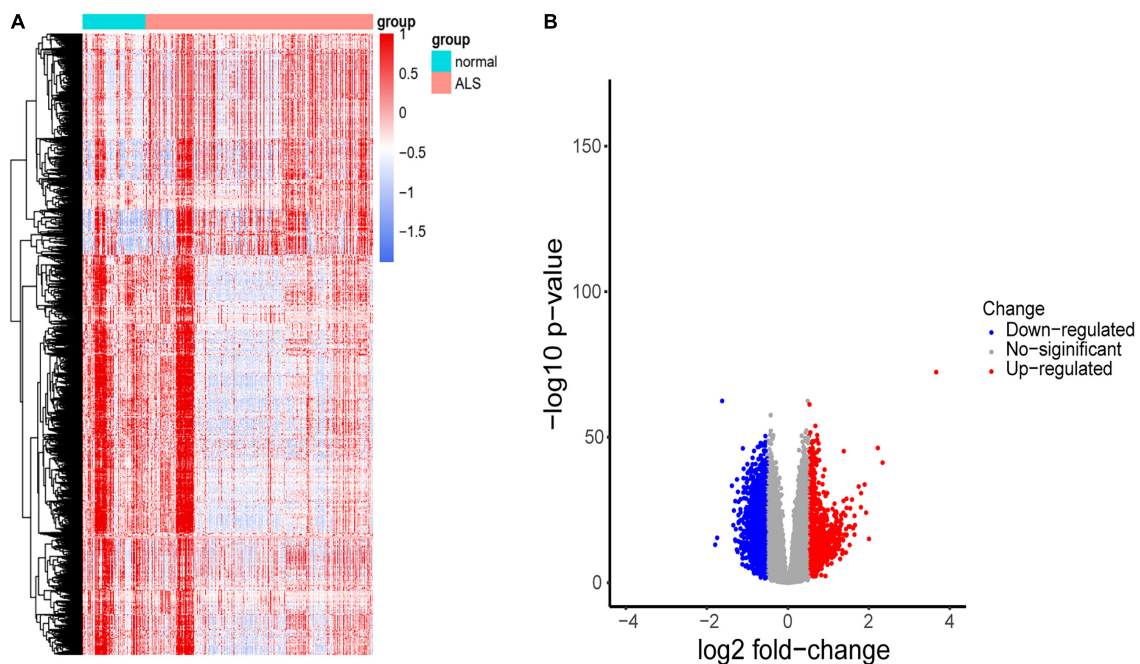 A
group
1
0.5
0
−0.5
−1
−1.5
group
normal
ALS
B
−log10 p−value
150
100
50
0
−4
−2
0
2
4
log2 fold−change
Change
Down−regulated
No−siginificant
Up−regulated